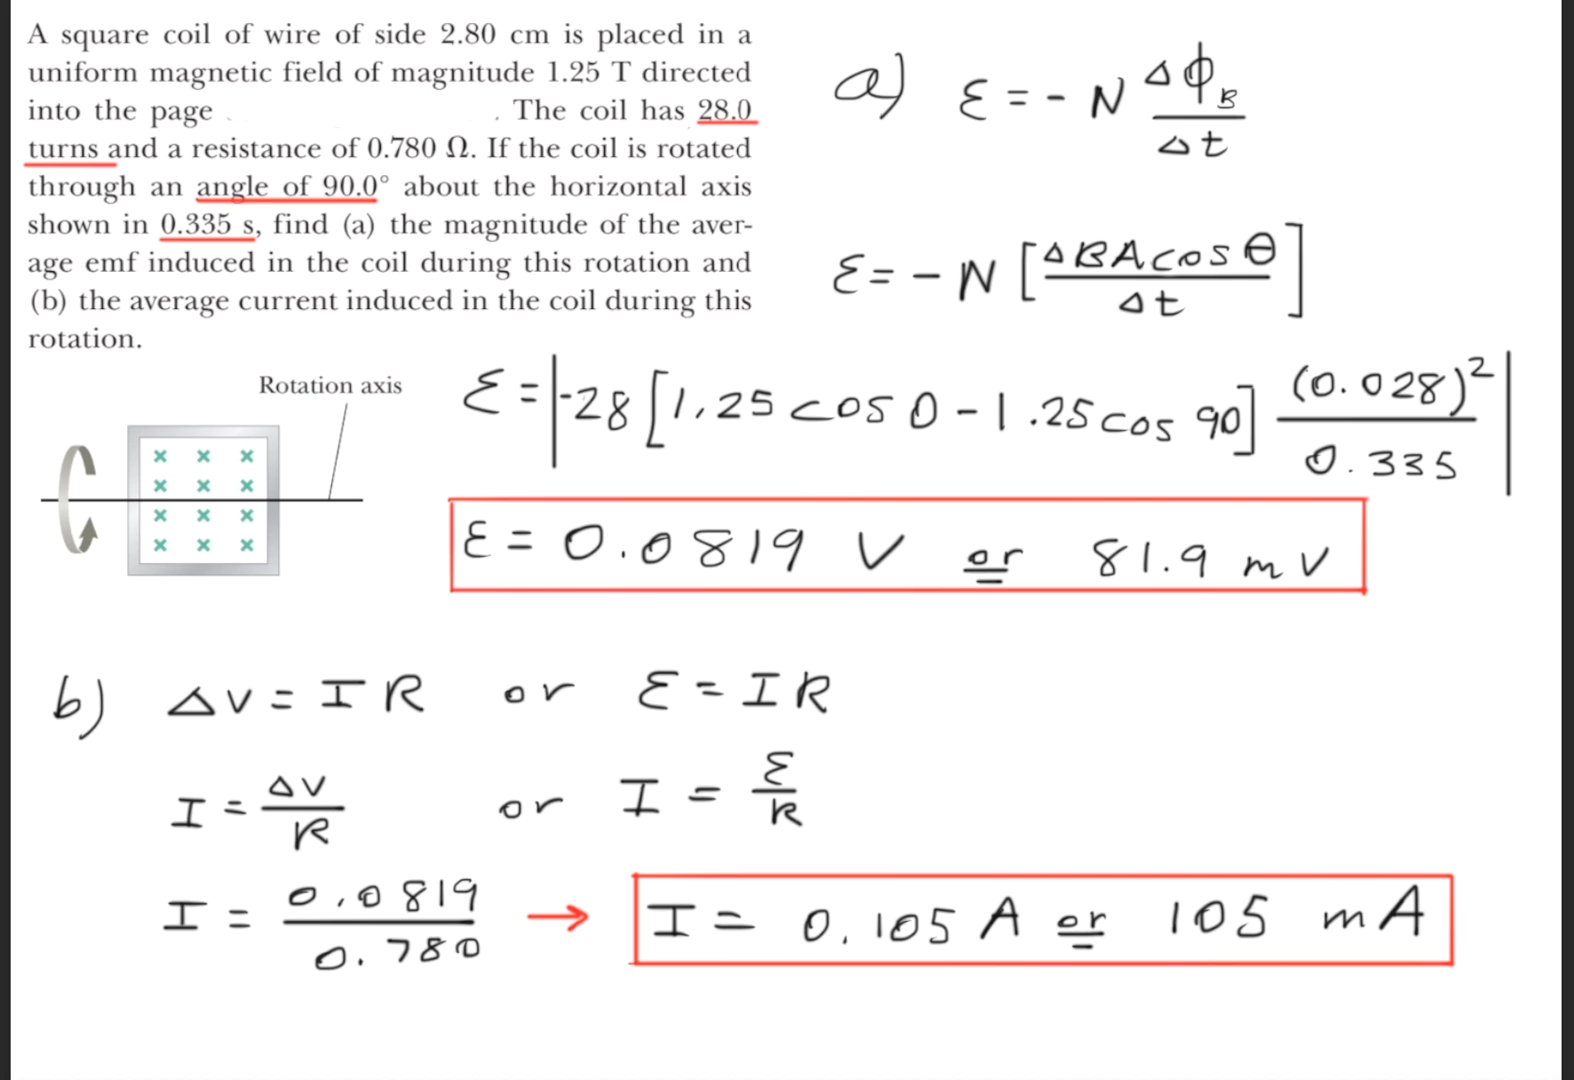 A square coil of wire of side 2.80 cm is placed in a
uniform magnetic field of magnitude 1.25 T directed
into the page . The coil has 28.0
turns and a resistance of 0.780 Ω. If the coil is rotated
through an angle of 90.0° about the horizontal axis
shown in 0.335 s, find (a) the magnitude of the aver-
age emf induced in the coil during this rotation and
(b) the average current induced in the coil during this
rotation.
Rotation axis
a) ε = - N Δϕ_B / Δt
ε = - N [ΔBA cos θ / Δt]
ε = |-28 [1.25 cos 0 - 1.25 cos 90] (0.028)² / 0.335|
ε = 0.0819 V or 81.9 mV
b) ΔV = IR or ε = IR
I = ΔV / R or I = ε / R
I = 0.0819 / 0.780 → I = 0.105 A or 105 mA